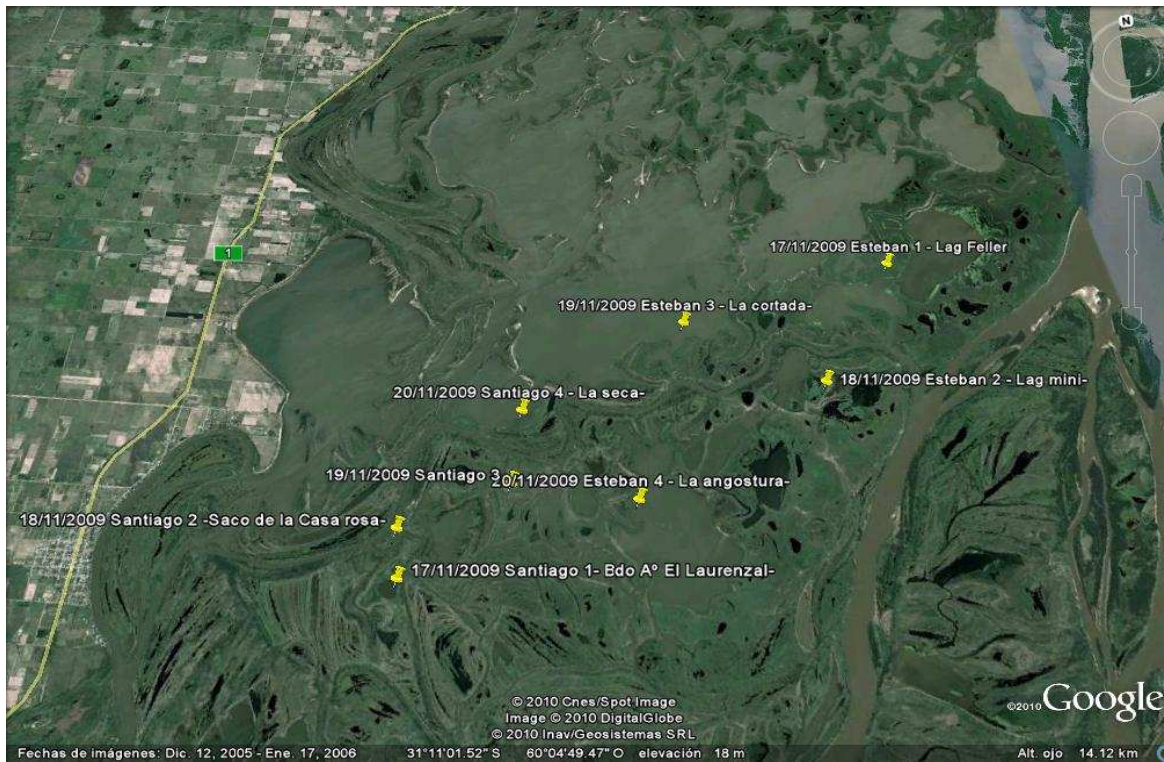 N
17/11/2009 Esteban 1 - Lag Feller
1
19/11/2009 Esteban 3 - La cortada-
18/11/2009 Esteban 2 - Lag mini-
20/11/2009 Santiago 4 - La seca-
19/11/2009 Santiago 3
20/11/2009 Esteban 4 - La angostura-
18/11/2009 Santiago 2 -Saco de la Casa rosa-
17/11/2009 Santiago 1- Bdo Aº El Laurenzal-
© 2010 Cnes/Spot Image
Image © 2010 DigitalGlobe
© 2010 Inav/Geosistemas SRL
©2010 Google
Fechas de imágenes: Dic. 12, 2005 - Ene. 17, 2006 31°11'01.52" S 60°04'49.47" O elevación 18 m Alt. ojo 14.12 km